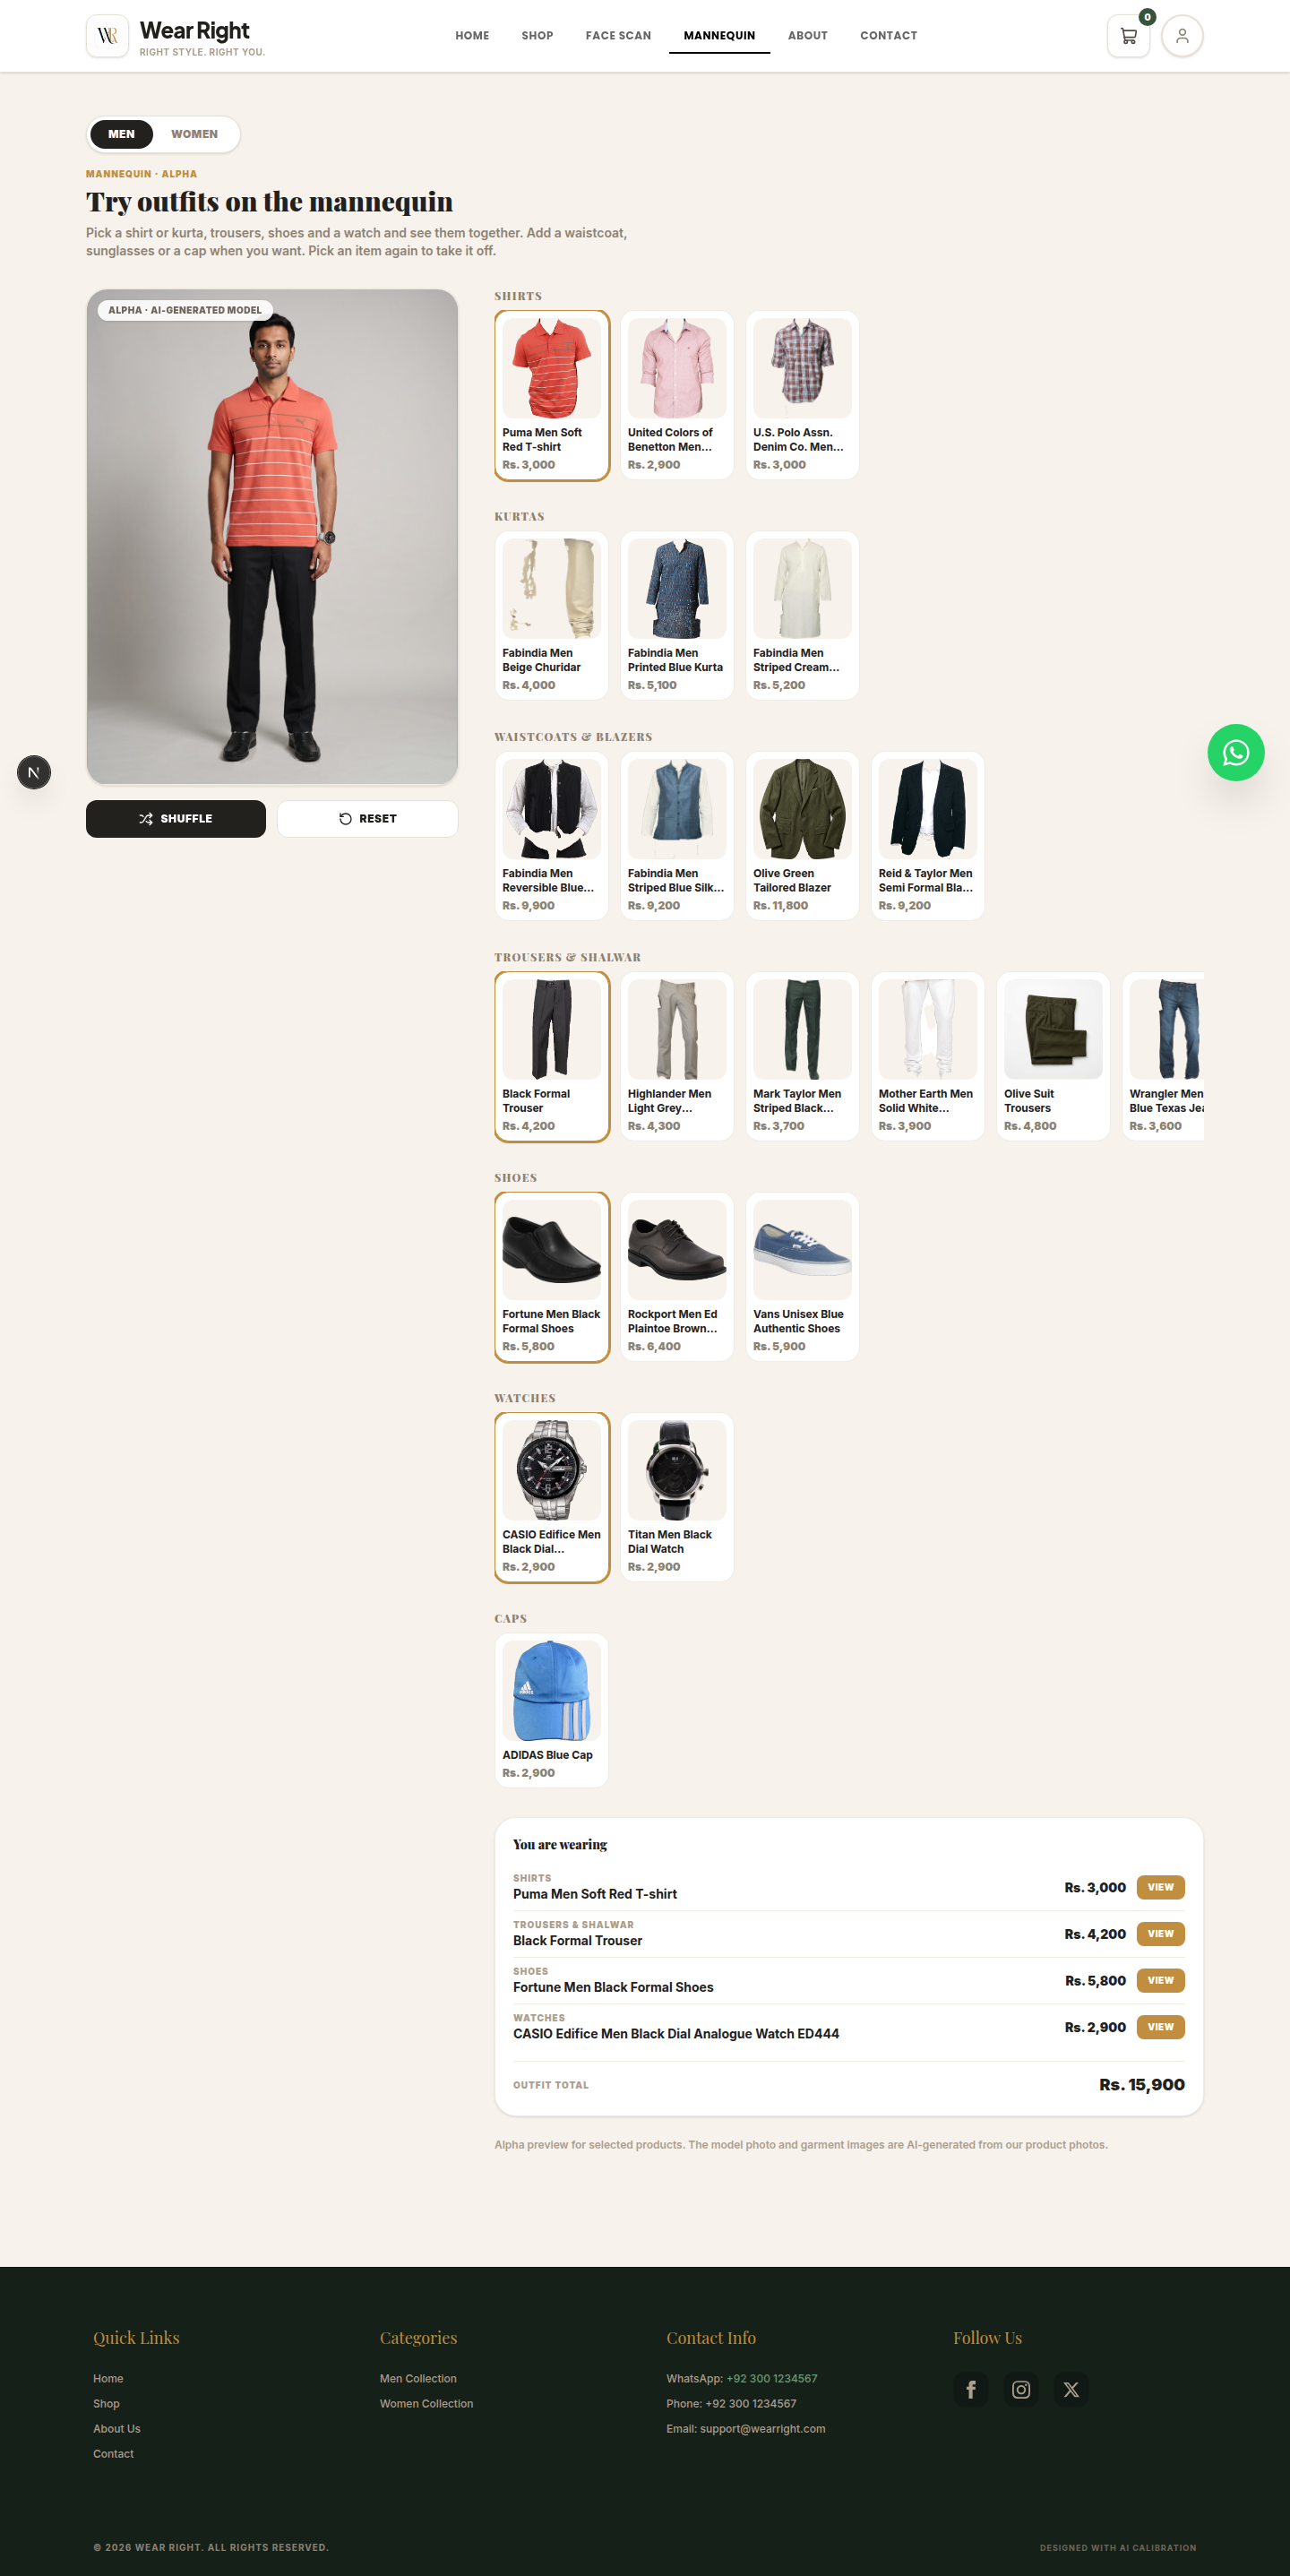 WR
Wear Right
RIGHT STYLE. RIGHT YOU.
HOME
SHOP
FACE SCAN
MANNEQUIN
ABOUT
CONTACT
0
MEN
WOMEN
MANNEQUIN · ALPHA
Try outfits on the mannequin
Pick a shirt or kurta, trousers, shoes and a watch and see them together. Add a waistcoat,
sunglasses or a cap when you want. Pick an item again to take it off.
ALPHA · AI-GENERATED MODEL
SHUFFLE
RESET
SHIRTS
Puma Men Soft
Red T-shirt
Rs. 3,000
United Colors of
Benetton Men...
Rs. 2,900
U.S. Polo Assn.
Denim Co. Men...
Rs. 3,000
KURTAS
Fabindia Men
Beige Churidar
Rs. 4,000
Fabindia Men
Printed Blue Kurta
Rs. 5,100
Fabindia Men
Striped Cream...
Rs. 5,200
WAISTCOATS & BLAZERS
Fabindia Men
Reversible Blue...
Rs. 9,900
Fabindia Men
Striped Blue Silk...
Rs. 9,200
Olive Green
Tailored Blazer
Rs. 11,800
Reid & Taylor Men
Semi Formal Bla...
Rs. 9,200
TROUSERS & SHALWAR
Black Formal
Trouser
Rs. 4,200
Highlander Men
Light Grey...
Rs. 4,300
Mark Taylor Men
Striped Black...
Rs. 3,700
Mother Earth Men
Solid White...
Rs. 3,900
Olive Suit
Trousers
Rs. 4,800
Wrangler Men
Blue Texas Jea
Rs. 3,600
SHOES
Fortune Men Black
Formal Shoes
Rs. 5,800
Rockport Men Ed
Plaintoe Brown...
Rs. 6,400
Vans Unisex Blue
Authentic Shoes
Rs. 5,900
WATCHES
CASIO Edifice Men
Black Dial...
Rs. 2,900
Titan Men Black
Dial Watch
Rs. 2,900
CAPS
adidas
ADIDAS Blue Cap
Rs. 2,900
You are wearing
SHIRTS
Puma Men Soft Red T-shirt
Rs. 3,000
VIEW
TROUSERS & SHALWAR
Black Formal Trouser
Rs. 4,200
VIEW
SHOES
Fortune Men Black Formal Shoes
Rs. 5,800
VIEW
WATCHES
CASIO Edifice Men Black Dial Analogue Watch ED444
Rs. 2,900
VIEW
OUTFIT TOTAL
Rs. 15,900
Alpha preview for selected products. The model photo and garment images are AI-generated from our product photos.
Quick Links
Home
Shop
About Us
Contact
Categories
Men Collection
Women Collection
Contact Info
WhatsApp: +92 300 1234567
Phone: +92 300 1234567
Email: support@wearright.com
Follow Us
© 2026 WEAR RIGHT. ALL RIGHTS RESERVED.
DESIGNED WITH AI CALIBRATION